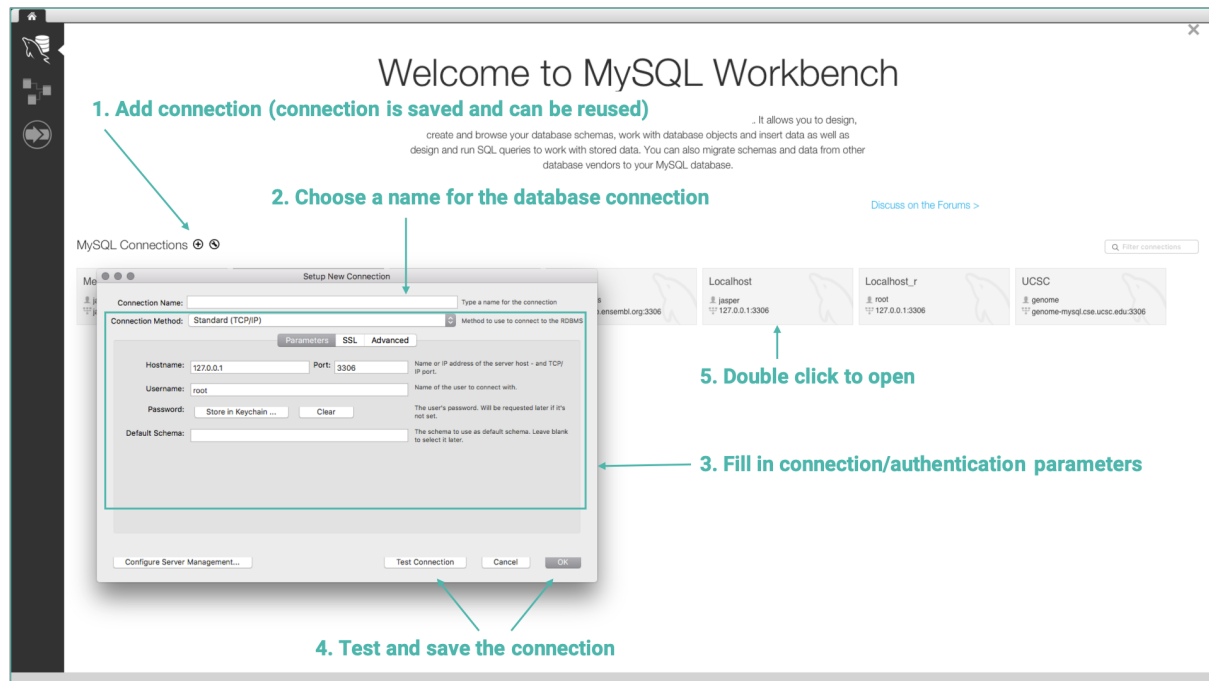 Welcome to MySQL Workbench
1. Add connection (connection is saved and can be reused)
.. It allows you to design,
create and browse your database schemas, work with database objects and insert data as well as
design and run SQL queries to work with stored data. You can also migrate schemas and data from other
database vendors to your MySQL database.
2. Choose a name for the database connection
Discuss on the Forums >
MySQL Connections
Filter connections
Me
s
.ensembl.org:3306
Localhost
jasper
127.0.0.1:3306
Localhost_r
root
127.0.0.1:3306
UCSC
genome
genome-mysql.cse.ucsc.edu:3306
Setup New Connection
Connection Name:
Type a name for the connection
Connection Method: Standard (TCP/IP)
Method to use to connect to the RDBMS
Parameters SSL Advanced
Hostname: 127.0.0.1 Port: 3306
Name or IP address of the server host - and TCP/
IP port.
Username: root
Name of the user to connect with.
Password: Store in Keychain ... Clear
The user's password. Will be requested later if it's
not set.
Default Schema:
The schema to use as default schema. Leave blank
to select it later.
5. Double click to open
3. Fill in connection/authentication parameters
Configure Server Management...
Test Connection Cancel OK
4. Test and save the connection